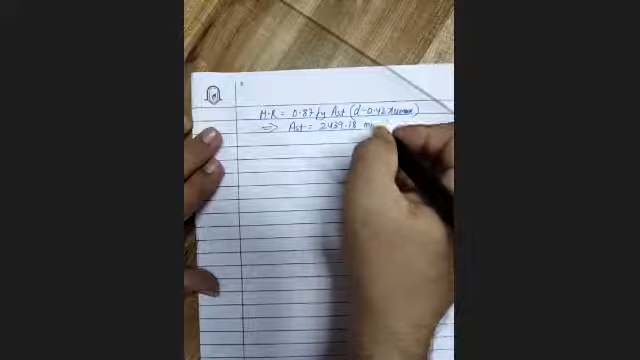 M.R = 0.87 fy Ast (d - 0.42 xumax)
⇒ Ast = 2439.18 m